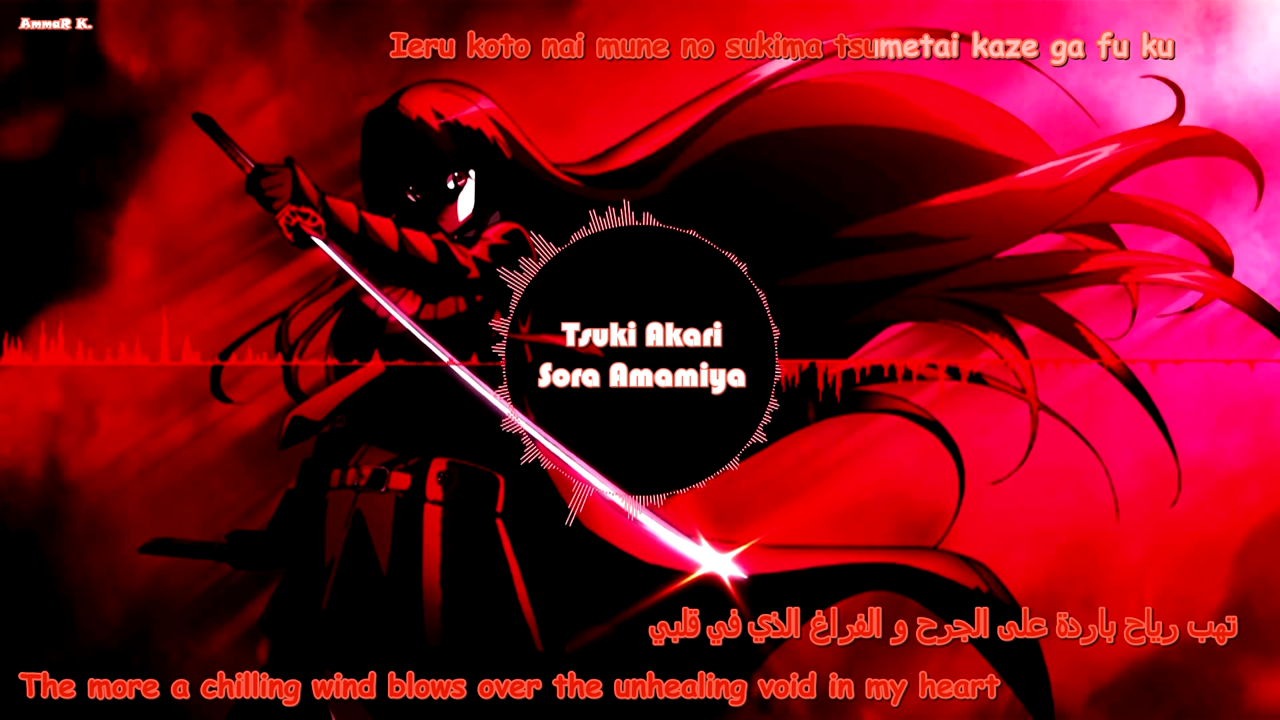 AmmaR K.
Ieru koto nai mune no sukima tsumetai kaze ga fu ku
Tsuki Akari
Sora Amamiya
تهب رياح باردة على الجرح و الفراغ الذي في قلبي
The more a chilling wind blows over the unhealing void in my heart